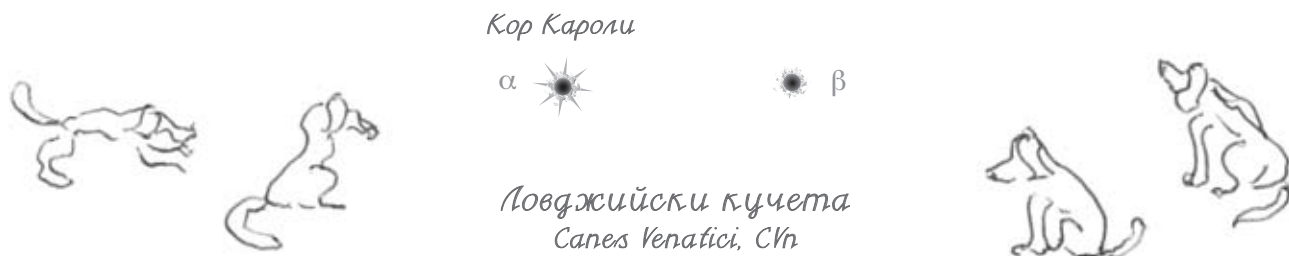 Кор Кароли
α β
Ловджийски кучета
Canes Venatici, CVn